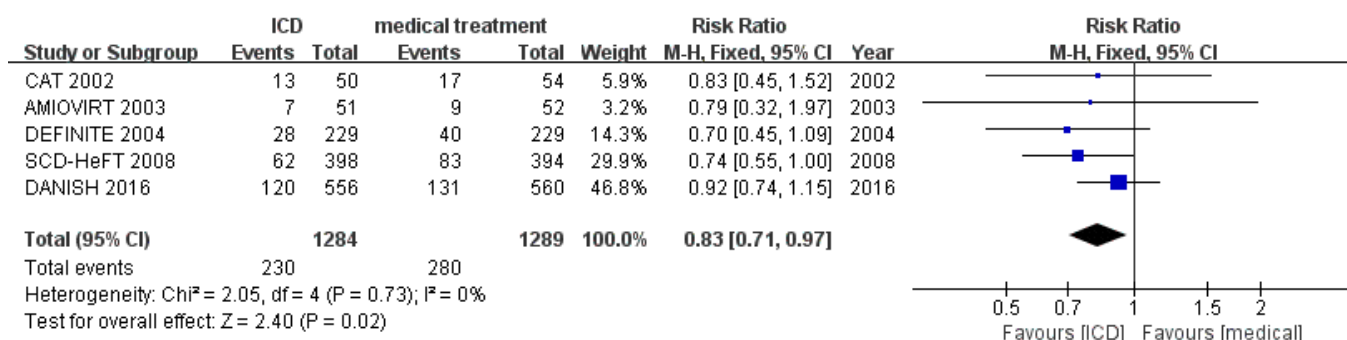 ICD medical treatment Risk Ratio Risk Ratio
Study or Subgroup Events Total Events Total Weight M-H, Fixed, 95% CI Year M-H, Fixed, 95% CI
CAT 2002 13 50 17 54 5.9% 0.83 [0.45, 1.52] 2002
AMIOVIRT 2003 7 51 9 52 3.2% 0.79 [0.32, 1.97] 2003
DEFINITE 2004 28 229 40 229 14.3% 0.70 [0.45, 1.09] 2004
SCD-HeFT 2008 62 398 83 394 29.9% 0.74 [0.55, 1.00] 2008
DANISH 2016 120 556 131 560 46.8% 0.92 [0.74, 1.15] 2016
Total (95% CI) 1284 1289 100.0% 0.83 [0.71, 0.97]
Total events 230 280
Heterogeneity: Chi² = 2.05, df = 4 (P = 0.73); I² = 0%
Test for overall effect: Z = 2.40 (P = 0.02)
0.5 0.7 1 1.5 2
Favours [ICD] Favours [medical]